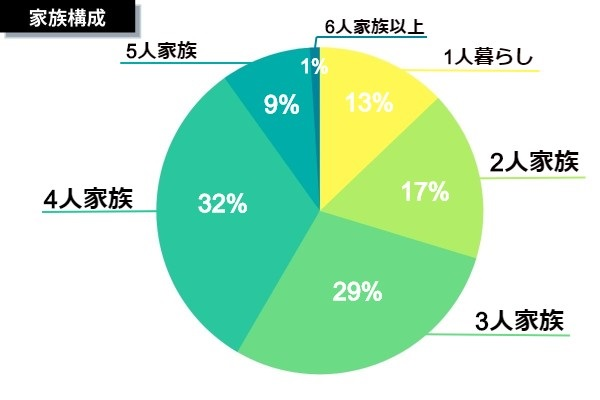 家族構成
6人家族以上
1%
1人暮らし
13%
2人家族
17%
3人家族
29%
4人家族
32%
5人家族
9%